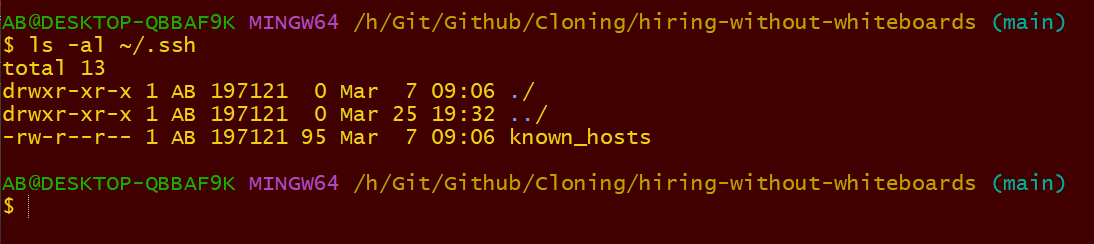 AB@DESKTOP-QBBAF9K MINGW64 /h/Git/Github/Cloning/hiring-without-whiteboards (main)
$ ls -al ~/.ssh
total 13
drwxr-xr-x 1 AB 197121  0 Mar  7 09:06 ./
drwxr-xr-x 1 AB 197121  0 Mar 25 19:32 ../
-rw-r--r-- 1 AB 197121 95 Mar  7 09:06 known_hosts
AB@DESKTOP-QBBAF9K MINGW64 /h/Git/Github/Cloning/hiring-without-whiteboards (main)
$